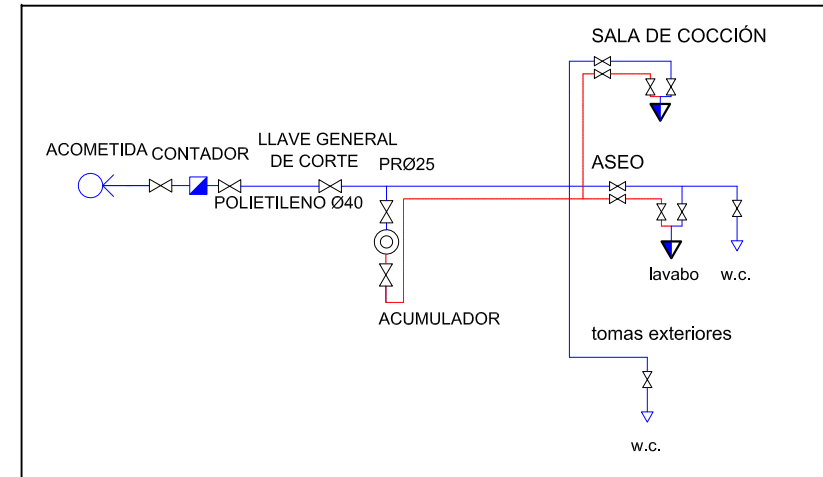 SALA DE COCCIÓN
ACOMETIDA
CONTADOR
LLAVE GENERAL
DE CORTE
PRØ25
ASEO
POLIETILENO Ø40
lavabo
w.c.
ACUMULADOR
tomas exteriores
w.c.